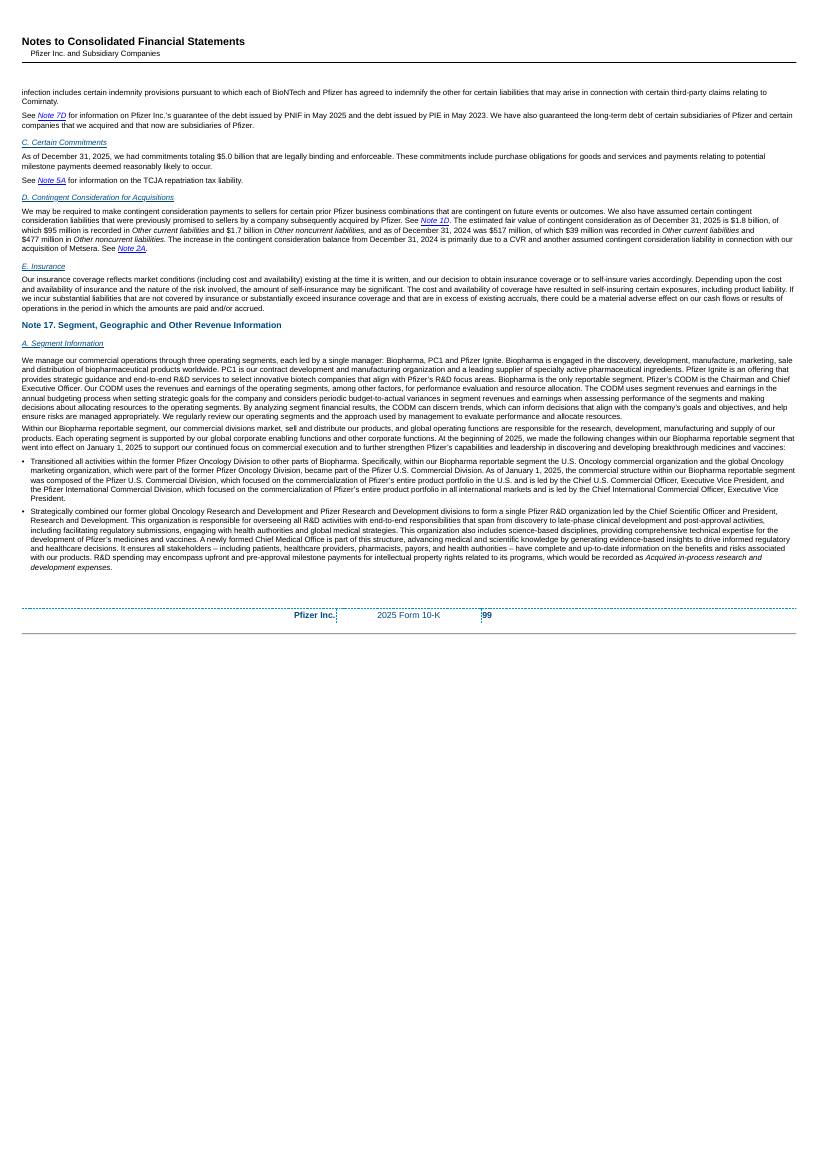 Notes to Consolidated Financial Statements
Pfizer Inc. and Subsidiary Companies
infection includes certain indemnity provisions pursuant to which each of BioNTech and Pfizer has agreed to indemnify the other for certain liabilities that may arise in connection with certain third-party claims relating to
Comirnaty.
See Note 7D for information on Pfizer Inc.’s guarantee of the debt issued by PNIF in May 2025 and the debt issued by PIE in May 2023. We have also guaranteed the long-term debt of certain subsidiaries of Pfizer and certain
companies that we acquired and that now are subsidiaries of Pfizer.
C. Certain Commitments
As of December 31, 2025, we had commitments totaling $5.0 billion that are legally binding and enforceable. These commitments include purchase obligations for goods and services and payments relating to potential
milestone payments deemed reasonably likely to occur.
See Note 5A for information on the TCJA repatriation tax liability.
D. Contingent Consideration for Acquisitions
We may be required to make contingent consideration payments to sellers for certain prior Pfizer business combinations that are contingent on future events or outcomes. We also have assumed certain contingent
consideration liabilities that were previously promised to sellers by a company subsequently acquired by Pfizer. See Note 1D. The estimated fair value of contingent consideration as of December 31, 2025 is $1.8 billion, of
which $95 million is recorded in Other current liabilities and $1.7 billion in Other noncurrent liabilities, and as of December 31, 2024 was $517 million, of which $39 million was recorded in Other current liabilities and
$477 million in Other noncurrent liabilities. The increase in the contingent consideration balance from December 31, 2024 is primarily due to a CVR and another assumed contingent consideration liability in connection with our
acquisition of Metsera. See Note 2A.
E. Insurance
Our insurance coverage reflects market conditions (including cost and availability) existing at the time it is written, and our decision to obtain insurance coverage or to self-insure varies accordingly. Depending upon the cost
and availability of insurance and the nature of the risk involved, the amount of self-insurance may be significant. The cost and availability of coverage have resulted in self-insuring certain exposures, including product liability. If
we incur substantial liabilities that are not covered by insurance or substantially exceed insurance coverage and that are in excess of existing accruals, there could be a material adverse effect on our cash flows or results of
operations in the period in which the amounts are paid and/or accrued.
Note 17. Segment, Geographic and Other Revenue Information
A. Segment Information
We manage our commercial operations through three operating segments, each led by a single manager: Biopharma, PC1 and Pfizer Ignite. Biopharma is engaged in the discovery, development, manufacture, marketing, sale
and distribution of biopharmaceutical products worldwide. PC1 is our contract development and manufacturing organization and a leading supplier of specialty active pharmaceutical ingredients. Pfizer Ignite is an offering that
provides strategic guidance and end-to-end R&D services to select innovative biotech companies that align with Pfizer’s R&D focus areas. Biopharma is the only reportable segment. Pfizer’s CODM is the Chairman and Chief
Executive Officer. Our CODM uses the revenues and earnings of the operating segments, among other factors, for performance evaluation and resource allocation. The CODM uses segment revenues and earnings in the
annual budgeting process when setting strategic goals for the company and considers periodic budget-to-actual variances in segment revenues and earnings when assessing performance of the segments and making
decisions about allocating resources to the operating segments. By analyzing segment financial results, the CODM can discern trends, which can inform decisions that align with the company’s goals and objectives, and help
ensure risks are managed appropriately. We regularly review our operating segments and the approach used by management to evaluate performance and allocate resources.
Within our Biopharma reportable segment, our commercial divisions market, sell and distribute our products, and global operating functions are responsible for the research, development, manufacturing and supply of our
products. Each operating segment is supported by our global corporate enabling functions and other corporate functions. At the beginning of 2025, we made the following changes within our Biopharma reportable segment that
went into effect on January 1, 2025 to support our continued focus on commercial execution and to further strengthen Pfizer’s capabilities and leadership in discovering and developing breakthrough medicines and vaccines:
• Transitioned all activities within the former Pfizer Oncology Division to other parts of Biopharma. Specifically, within our Biopharma reportable segment the U.S. Oncology commercial organization and the global Oncology
marketing organization, which were part of the former Pfizer Oncology Division, became part of the Pfizer U.S. Commercial Division. As of January 1, 2025, the commercial structure within our Biopharma reportable segment
was composed of the Pfizer U.S. Commercial Division, which focused on the commercialization of Pfizer’s entire product portfolio in the U.S. and is led by the Chief U.S. Commercial Officer, Executive Vice President, and
the Pfizer International Commercial Division, which focused on the commercialization of Pfizer’s entire product portfolio in all international markets and is led by the Chief International Commercial Officer, Executive Vice
President.
• Strategically combined our former global Oncology Research and Development and Pfizer Research and Development divisions to form a single Pfizer R&D organization led by the Chief Scientific Officer and President,
Research and Development. This organization is responsible for overseeing all R&D activities with end-to-end responsibilities that span from discovery to late-phase clinical development and post-approval activities,
including facilitating regulatory submissions, engaging with health authorities and global medical strategies. This organization also includes science-based disciplines, providing comprehensive technical expertise for the
development of Pfizer’s medicines and vaccines. A newly formed Chief Medical Office is part of this structure, advancing medical and scientific knowledge by generating evidence-based insights to drive informed regulatory
and healthcare decisions. It ensures all stakeholders – including patients, healthcare providers, pharmacists, payors, and health authorities – have complete and up-to-date information on the benefits and risks associated
with our products. R&D spending may encompass upfront and pre-approval milestone payments for intellectual property rights related to its programs, which would be recorded as Acquired in-process research and
development expenses.
Pfizer Inc. 2025 Form 10-K 99